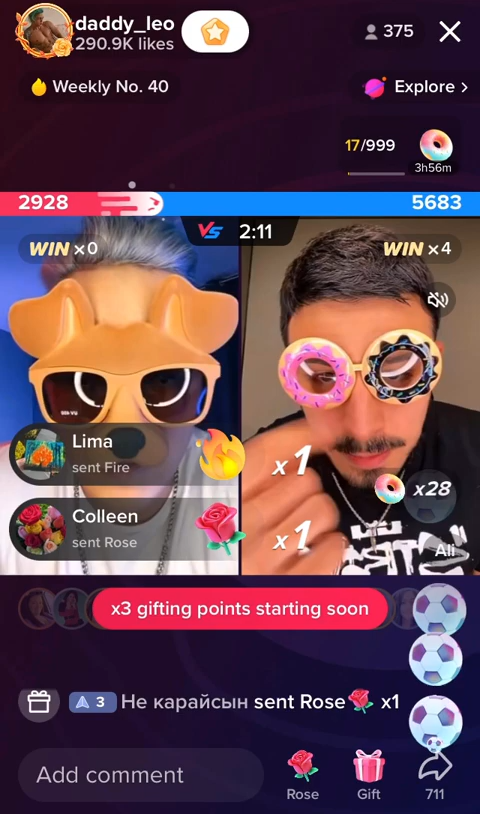 daddy_leo
290.9K likes
375
Weekly No. 40
Explore >
17/999
3h56m
2928
5683
VS 2:11
WIN x0
WIN x4
Lima
sent Fire
x1
x28
Colleen
sent Rose
x1
Ali
x3 gifting points starting soon
3 Не карайсын sent Rose x1
Add comment
Rose
Gift
711